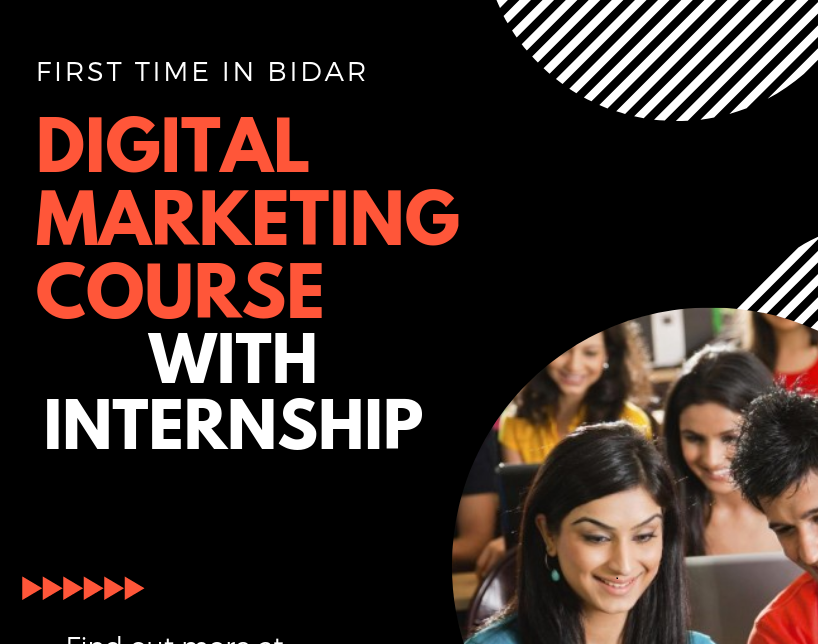 FIRST TIME IN BIDAR
DIGITAL
MARKETING
COURSE
WITH
INTERNSHIP
Find out more at